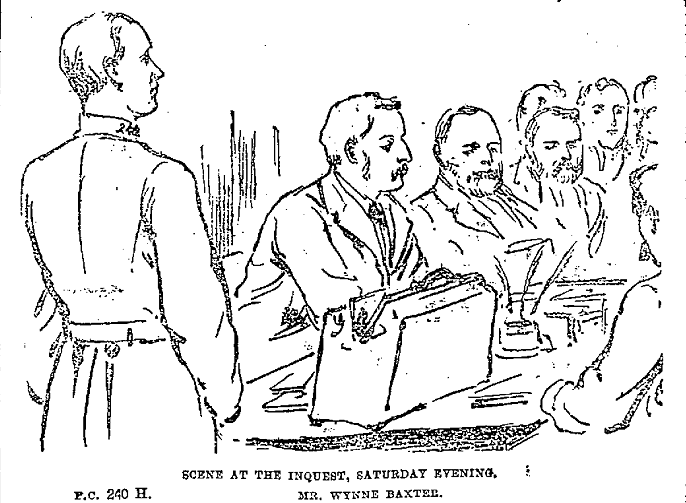 SCENE AT THE INQUEST, SATURDAY EVENING.
P.C. 240 H. MR. WYNNE BAXTER.